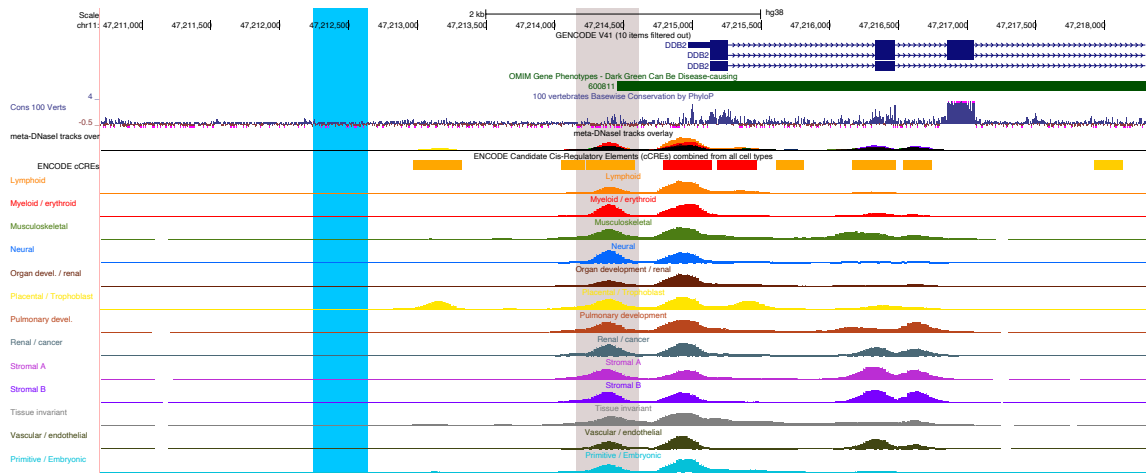 Scale 2 kb hg38
chr11: 47,211,000 47,211,500 47,212,000 47,212,500 47,213,000 47,213,500 47,214,000 47,214,500 47,215,000 47,215,500 47,216,000 47,216,500 47,217,000 47,217,500 47,218,000
GENCODE V41 (10 items filtered out)
DDB2
DDB2
DDB2
OMIM Gene Phenotypes - Dark Green Can Be Disease-causing
600811
100 vertebrates Basewise Conservation by PhyloP
4
Cons 100 Verts
-0.5
meta-DNaseI tracks overlay
meta-DNaseI tracks over
ENCODE Candidate Cis-Regulatory Elements (cCREs) combined from all cell types
ENCODE cCREs
Lymphoid Lymphoid
Myeloid / erythroid Myeloid / erythroid
Musculoskeletal Musculoskeletal
Neural Neural
Organ devel. / renal Organ development / renal
Placental / Trophoblast
Pulmonary devel. Pulmonary development
Renal / cancer Renal / cancer
Stromal A Stromal A
Stromal B Stromal B
Tissue invariant Tissue invariant
Vascular / endothelial Vascular / endothelial
Primitive / Embryonic Primitive / Embryonic